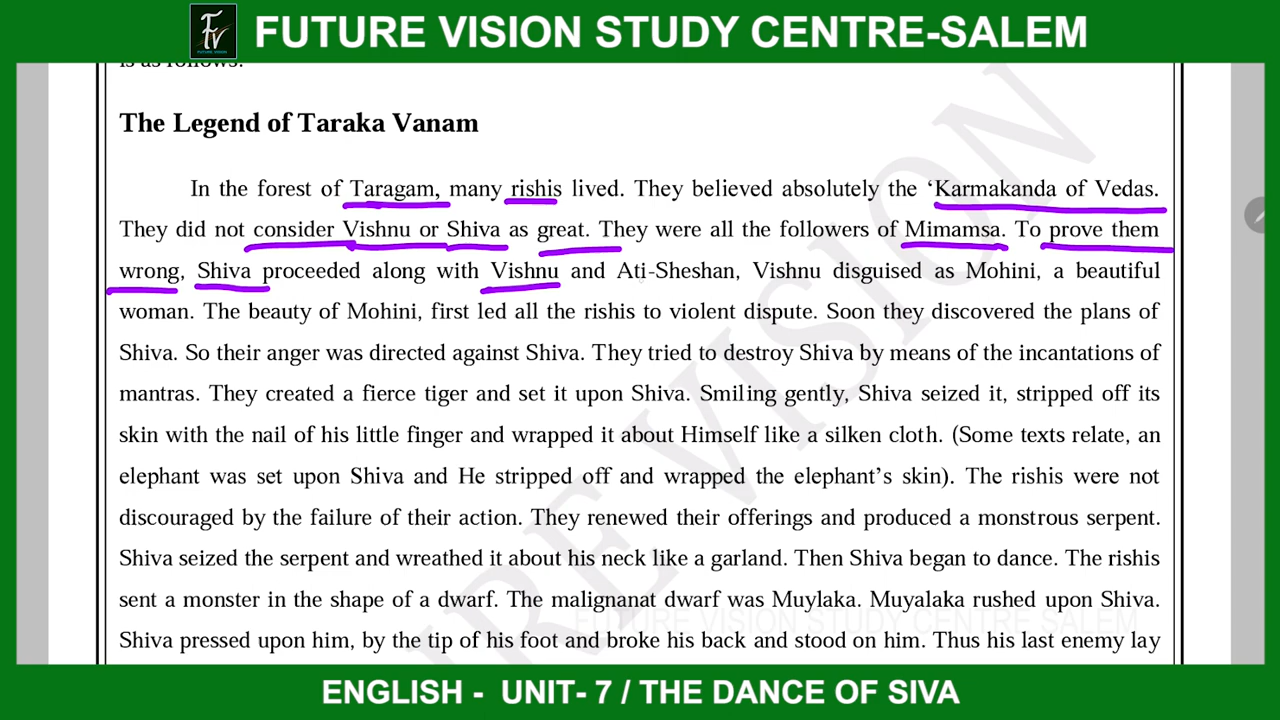 FUTURE VISION STUDY CENTRE-SALEM
FUTURE VISION
is as follows.
The Legend of Taraka Vanam
In the forest of Taragam, many rishis lived. They believed absolutely the ‘Karmakanda of Vedas.
They did not consider Vishnu or Shiva as great. They were all the followers of Mimamsa. To prove them
wrong, Shiva proceeded along with Vishnu and Ati-Sheshan, Vishnu disguised as Mohini, a beautiful
woman. The beauty of Mohini, first led all the rishis to violent dispute. Soon they discovered the plans of
Shiva. So their anger was directed against Shiva. They tried to destroy Shiva by means of the incantations of
mantras. They created a fierce tiger and set it upon Shiva. Smiling gently, Shiva seized it, stripped off its
skin with the nail of his little finger and wrapped it about Himself like a silken cloth. (Some texts relate, an
elephant was set upon Shiva and He stripped off and wrapped the elephant’s skin). The rishis were not
discouraged by the failure of their action. They renewed their offerings and produced a monstrous serpent.
Shiva seized the serpent and wreathed it about his neck like a garland. Then Shiva began to dance. The rishis
sent a monster in the shape of a dwarf. The malignanat dwarf was Muylaka. Muyalaka rushed upon Shiva.
Shiva pressed upon him, by the tip of his foot and broke his back and stood on him. Thus his last enemy lay
FUTURE VISION STUDY CENTRE SALEM
ENGLISH - UNIT- 7 / THE DANCE OF SIVA